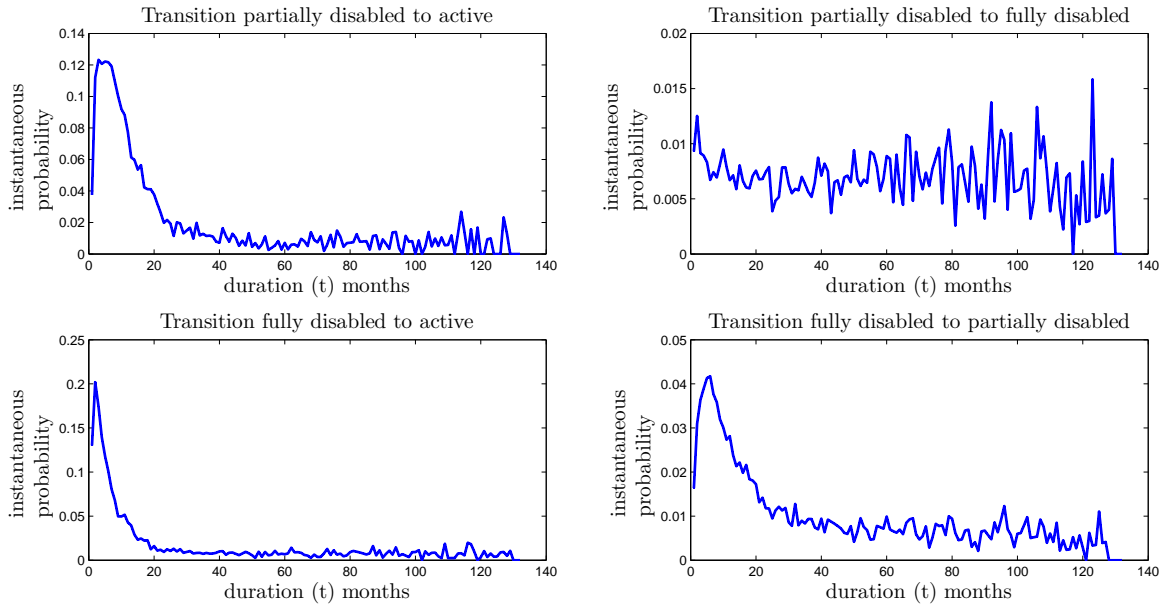 Transition partially disabled to active
0.14
0.12
0.1
0.08
0.06
0.04
0.02
0
instantaneous
probability
0 20 40 60 80 100 120 140
duration (t) months
Transition partially disabled to fully disabled
0.02
0.015
0.01
0.005
0
instantaneous
probability
0 20 40 60 80 100 120 140
duration (t) months
Transition fully disabled to active
0.25
0.2
0.15
0.1
0.05
0
instantaneous
probability
0 20 40 60 80 100 120 140
duration (t) months
Transition fully disabled to partially disabled
0.05
0.04
0.03
0.02
0.01
0
instantaneous
probability
0 20 40 60 80 100 120 140
duration (t) months